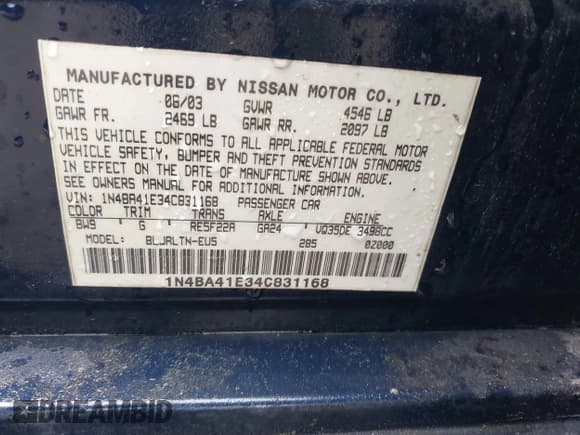 MANUFACTURED BY NISSAN MOTOR CO., LTD.
DATE 06/03 GVWR 4546 LB
GAWR FR. 2469 LB GAWR RR. 2097 LB
THIS VEHICLE CONFORMS TO ALL APPLICABLE FEDERAL MOTOR
VEHICLE SAFETY, BUMPER AND THEFT PREVENTION STANDARDS
IN EFFECT ON THE DATE OF MANUFACTURE SHOWN ABOVE.
SEE OWNERS MANUAL FOR ADDITIONAL INFORMATION.
VIN: 1N4BA41E34C831168 PASSENGER CAR
COLOR TRIM TRANS AXLE ENGINE
BW9 G RE5F22A GA24 VQ35DE 3498CC
MODEL: BLJALTN-EU5 285 0Z000
1N4BA41E34C831168
DREAMBID